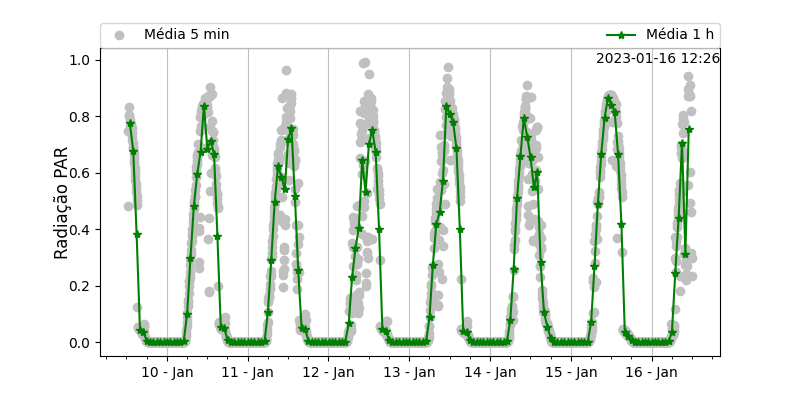 Média 5 min Média 1 h
2023-01-16 12:26
Radiação PAR
1.0
0.8
0.6
0.4
0.2
0.0
10 - Jan 11 - Jan 12 - Jan 13 - Jan 14 - Jan 15 - Jan 16 - Jan